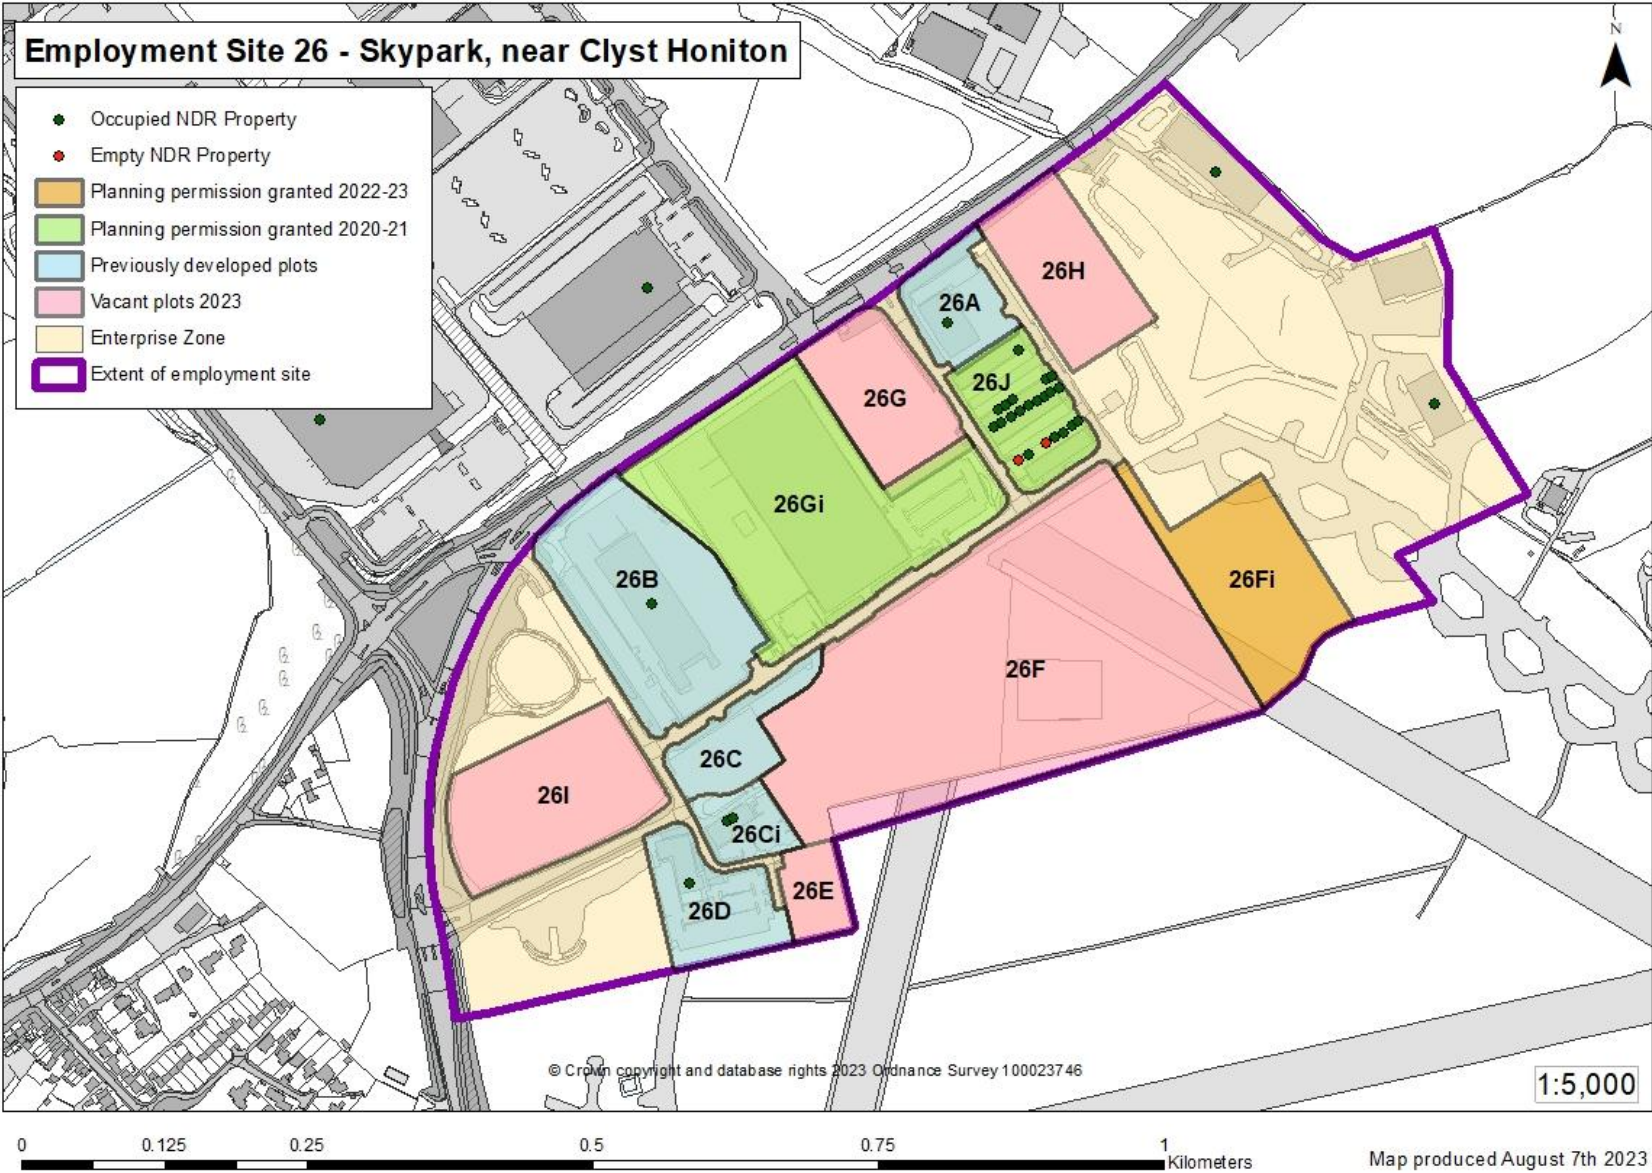 Employment Site 26 - Skypark, near Clyst Honiton
N
Occupied NDR Property
Empty NDR Property
Planning permission granted 2022-23
Planning permission granted 2020-21
Previously developed plots
Vacant plots 2023
Enterprise Zone
Extent of employment site
26H
26A
26J
26G
26Gi
26B
26Fi
26F
26C
26I
26Ci
26E
26D
© Crown copyright and database rights 2023 Ordnance Survey 100023746
1:5,000
0 0.125 0.25 0.5 0.75 1
Kilometers
Map produced August 7th 2023